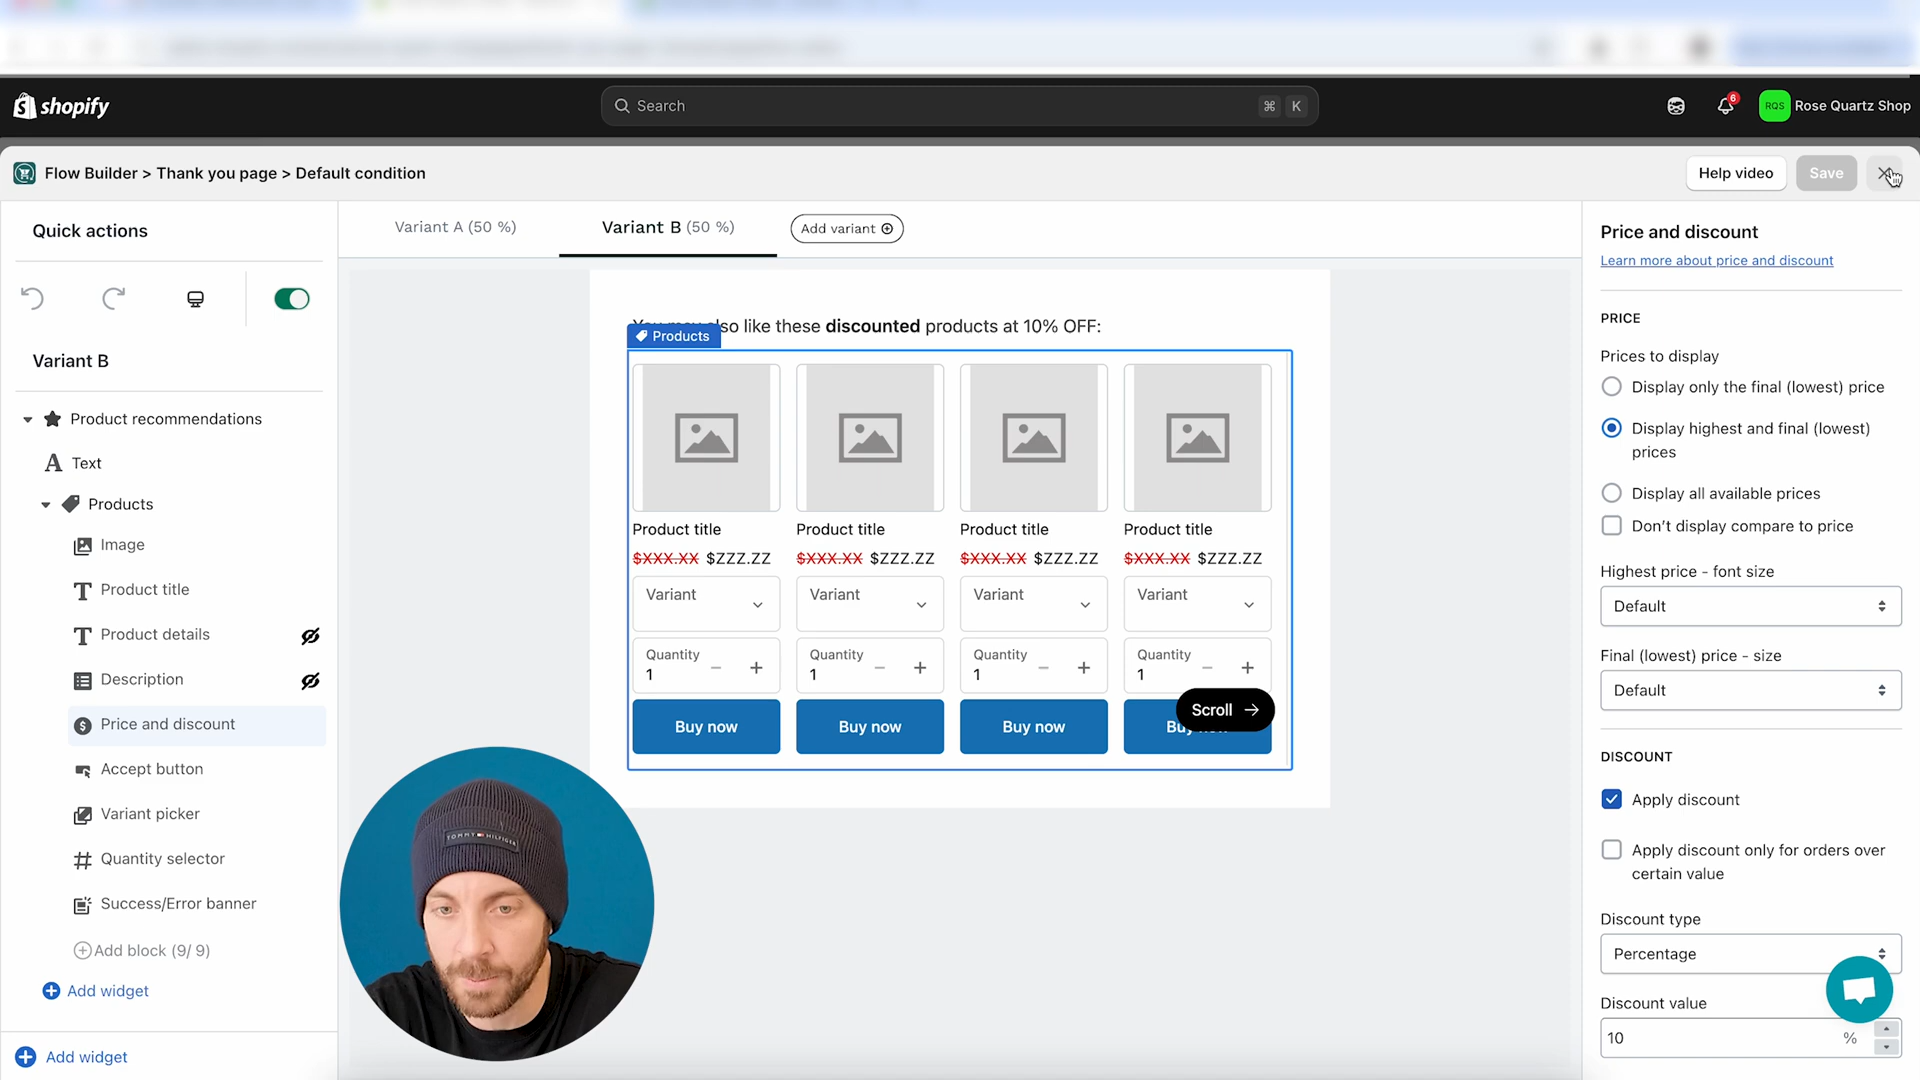 shopify
Search
⌘ K
6
RQS
Rose Quartz Shop
Flow Builder > Thank you page > Default condition
Help video
Save
Quick actions
Variant B
Product recommendations
Text
Products
Image
Product title
Product details
Description
Price and discount
Accept button
Variant picker
Quantity selector
Success/Error banner
Add block (9/ 9)
Add widget
Add widget
Variant A (50 %)
Variant B (50 %)
Add variant
also like these discounted products at 10% OFF:
Products
Product title Product title Product title Product title
$XXX.XX $ZZZ.ZZ $XXX.XX $ZZZ.ZZ $XXX.XX $ZZZ.ZZ $XXX.XX $ZZZ.ZZ
Variant Variant Variant Variant
Quantity Quantity Quantity Quantity
1 1 1 1
Scroll →
Buy now Buy now Buy now
TOMMY HILFIGER
Price and discount
Learn more about price and discount
PRICE
Prices to display
Display only the final (lowest) price
Display highest and final (lowest)
prices
Display all available prices
Don't display compare to price
Highest price - font size
Default
Final (lowest) price - size
Default
DISCOUNT
Apply discount
Apply discount only for orders over
certain value
Discount type
Percentage
Discount value
10 %